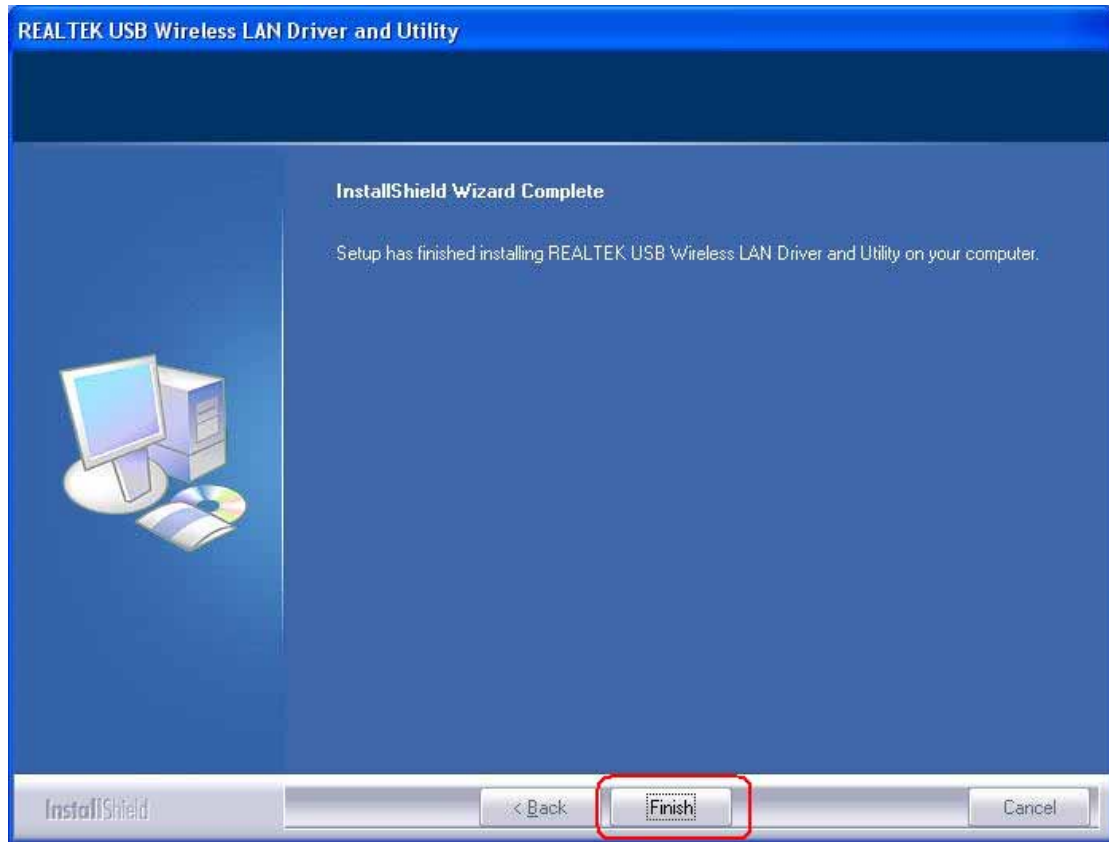 REALTEK USB Wireless LAN Driver and Utility
InstallShield Wizard Complete
Setup has finished installing REALTEK USB Wireless LAN Driver and Utility on your computer.
InstallShield
< Back
Finish
Cancel